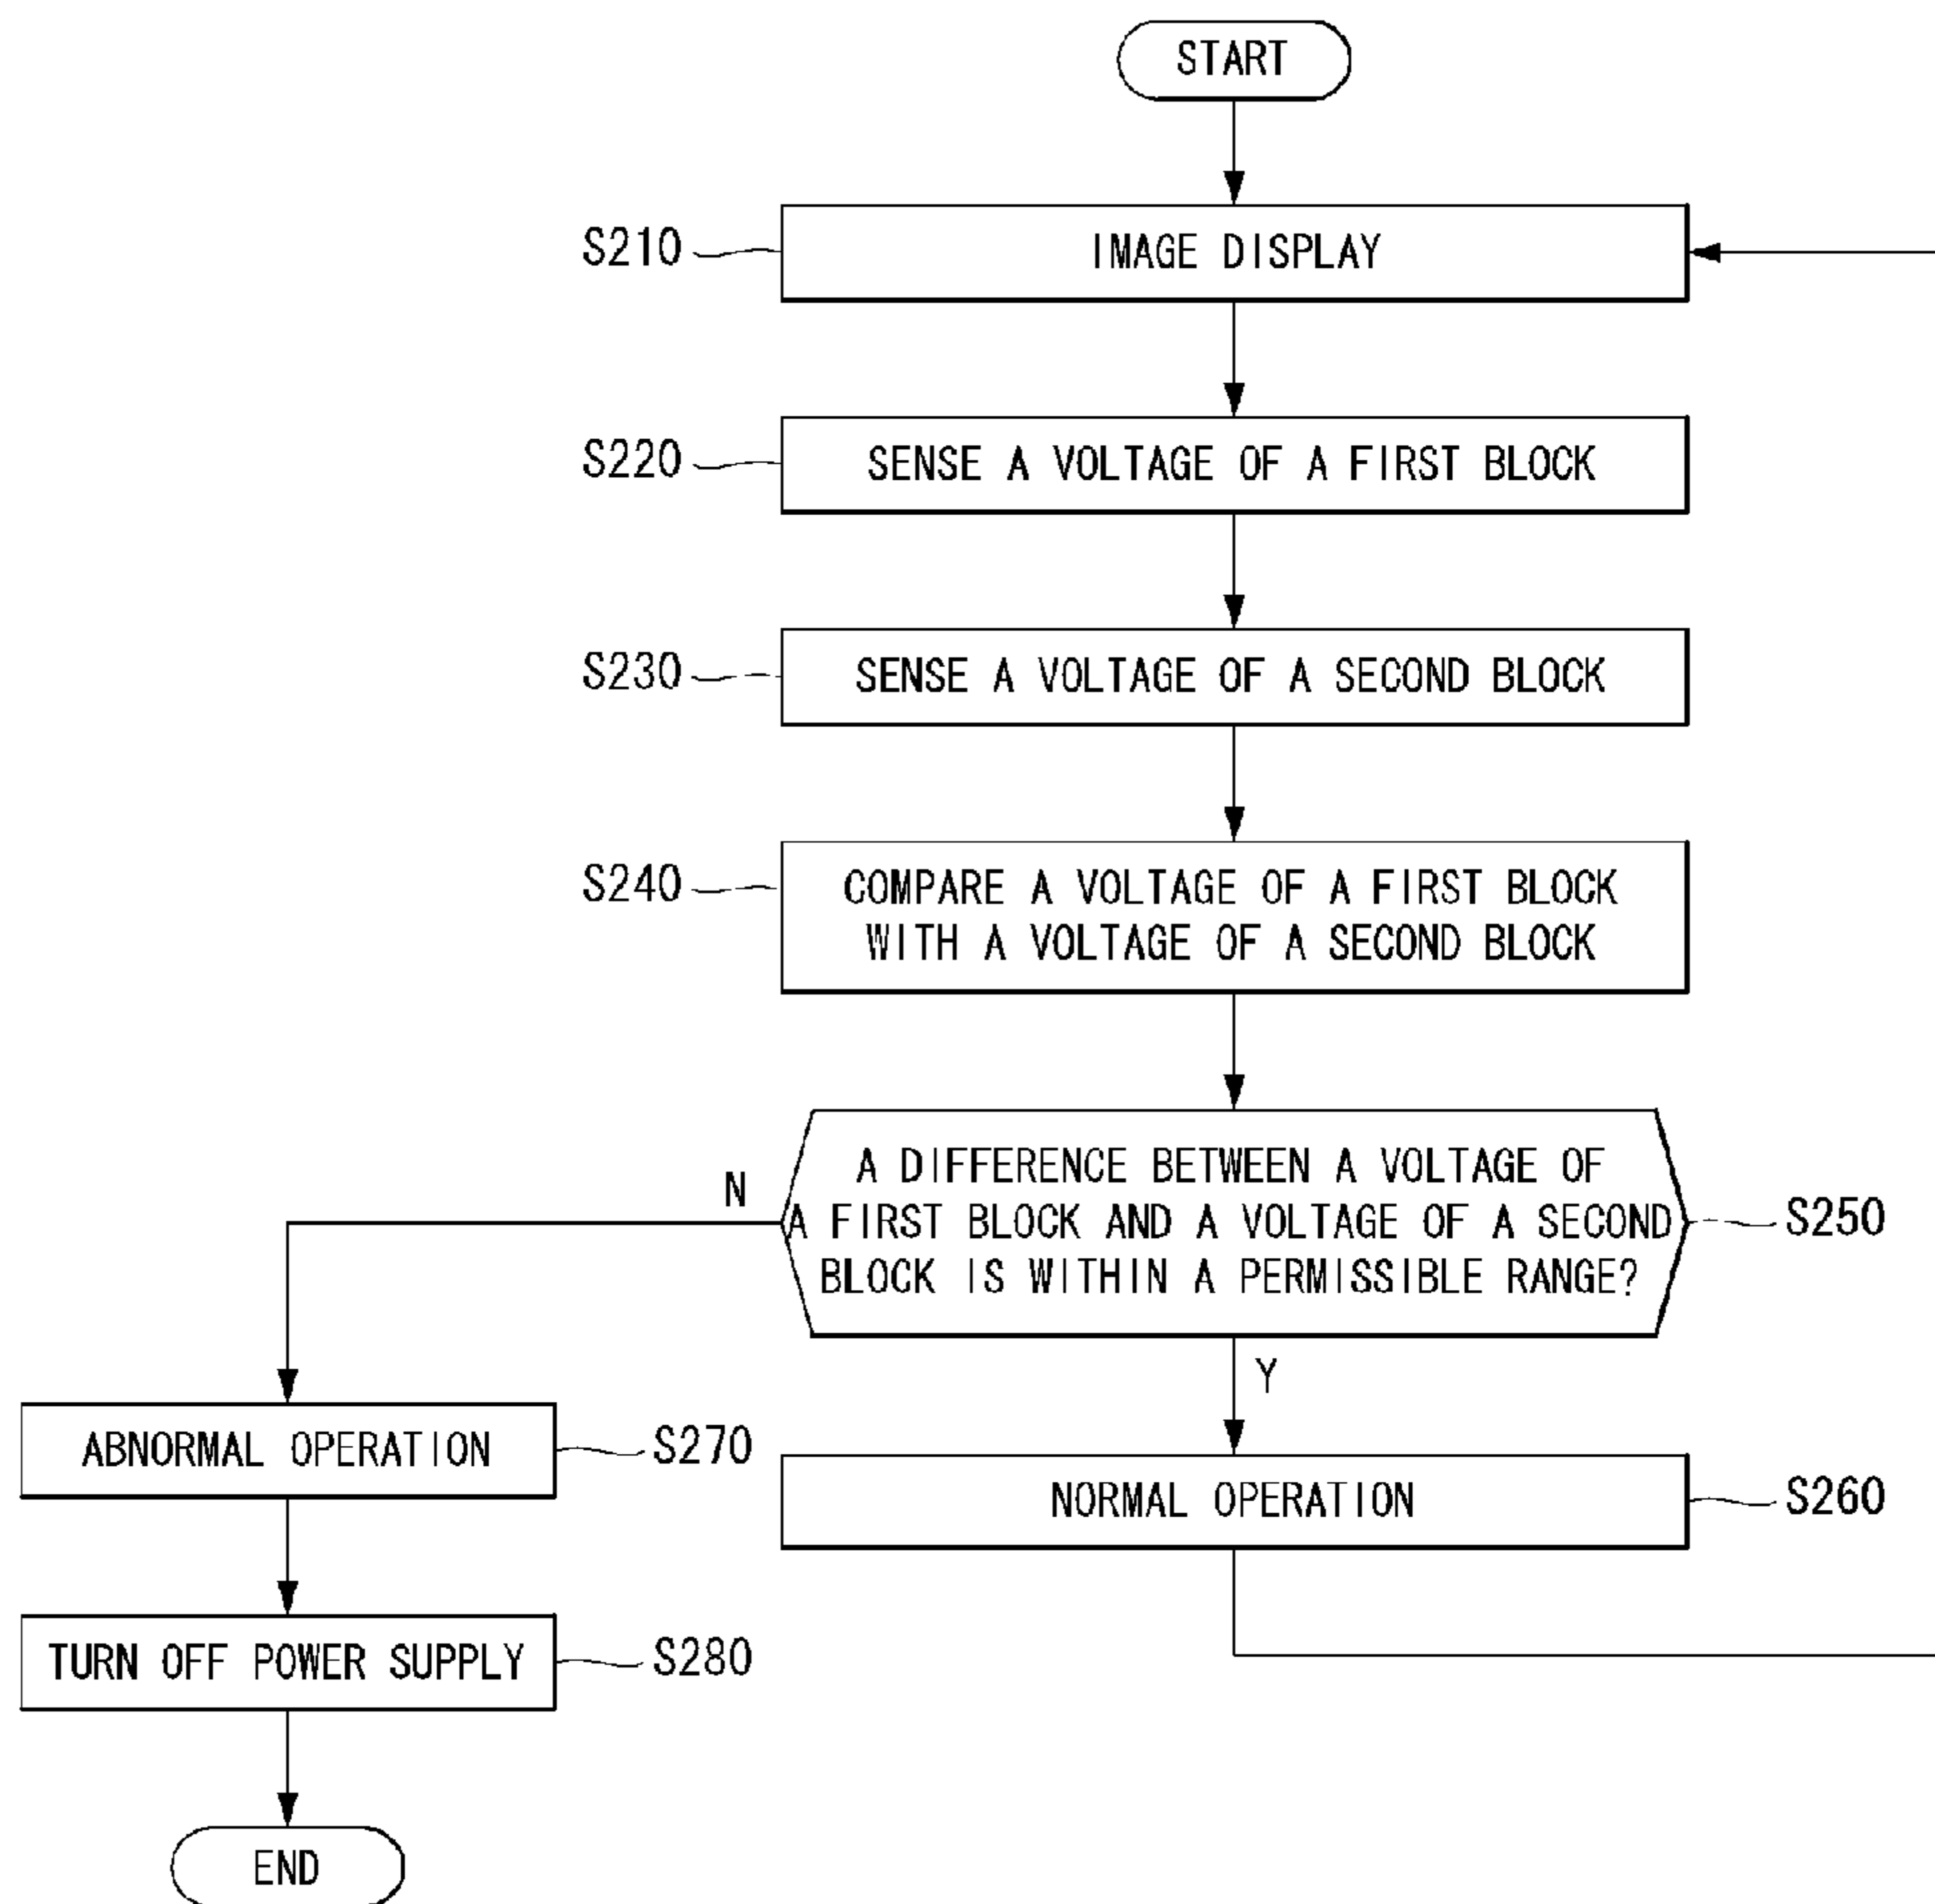 START
S210
IMAGE DISPLAY
S220
SENSE A VOLTAGE OF A FIRST BLOCK
S230
SENSE A VOLTAGE OF A SECOND BLOCK
S240
COMPARE A VOLTAGE OF A FIRST BLOCK
WITH A VOLTAGE OF A SECOND BLOCK
A DIFFERENCE BETWEEN A VOLTAGE OF
A FIRST BLOCK AND A VOLTAGE OF A SECOND
BLOCK IS WITHIN A PERMISSIBLE RANGE?
S250
N
Y
ABNORMAL OPERATION
S270
NORMAL OPERATION
S260
TURN OFF POWER SUPPLY
S280
END